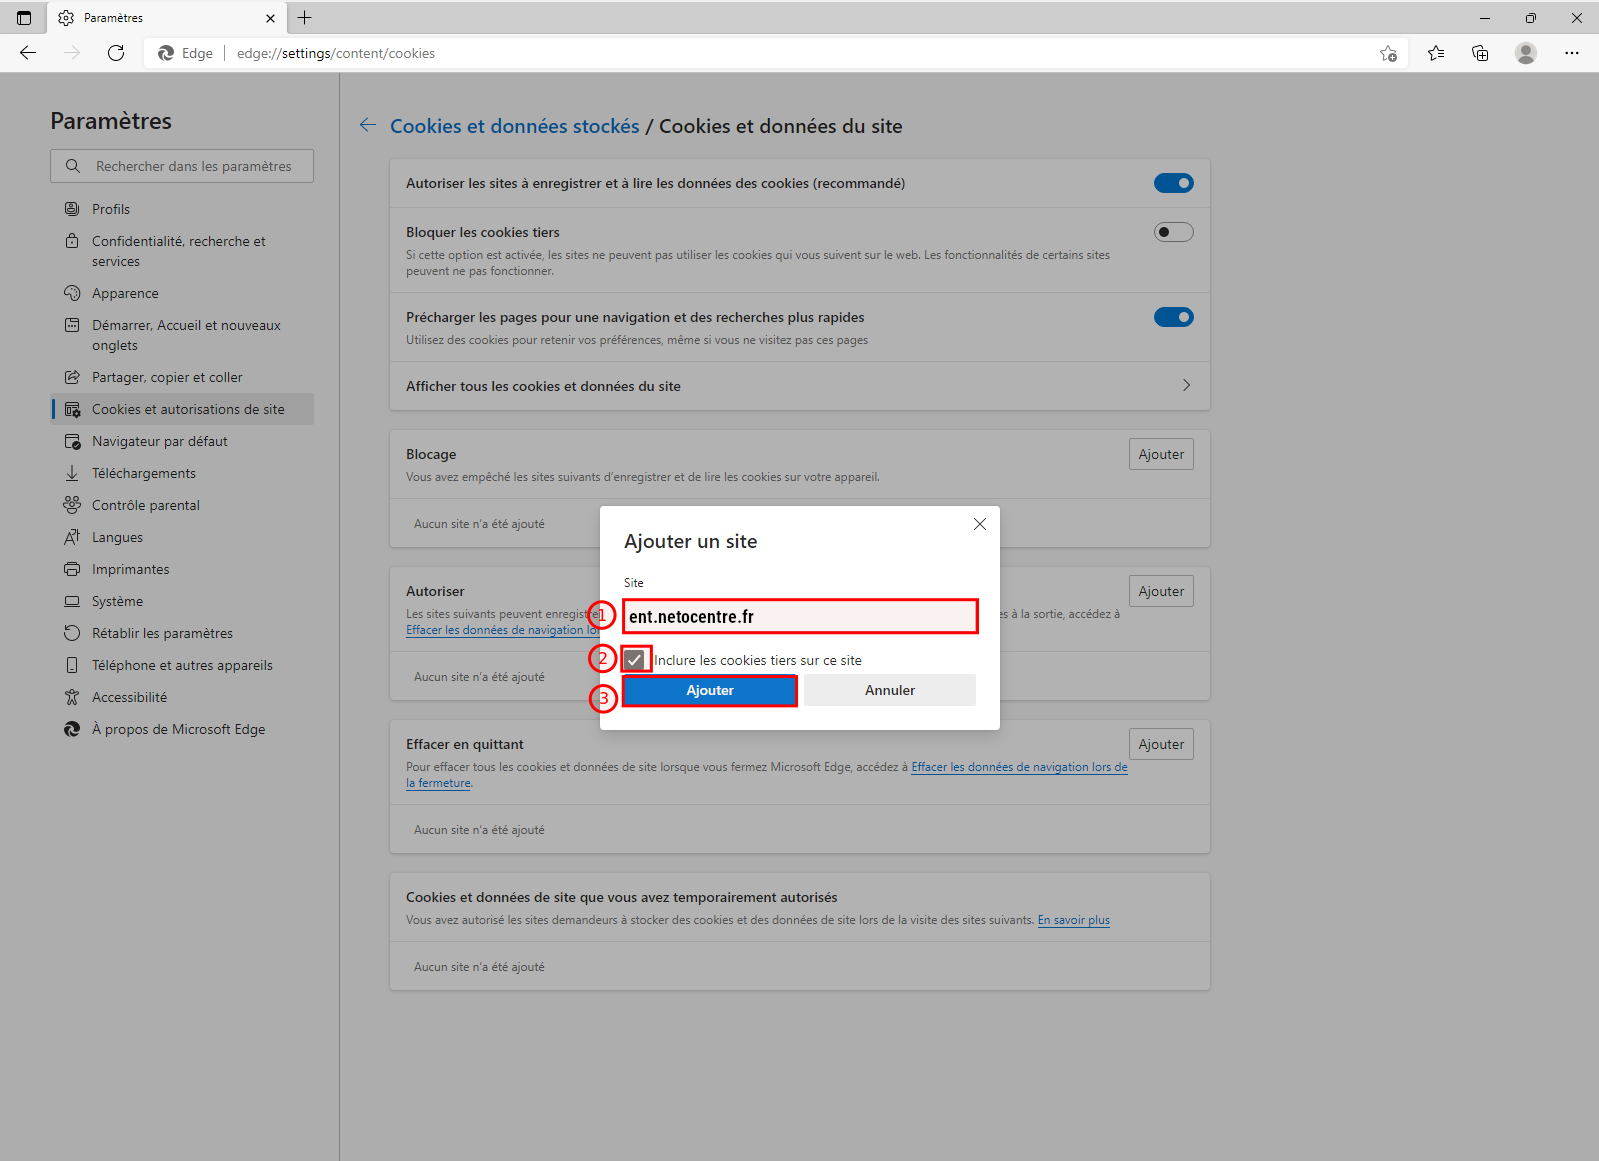 Paramètres
Edge
edge://settings/content/cookies
Paramètres
Rechercher dans les paramètres
Profils
Confidentialité, recherche et
services
Apparence
Démarrer, Accueil et nouveaux
onglets
Partager, copier et coller
Cookies et autorisations de site
Navigateur par défaut
Téléchargements
Contrôle parental
Langues
Imprimantes
Système
Rétablir les paramètres
Téléphone et autres appareils
Accessibilité
À propos de Microsoft Edge
Cookies et données stockés / Cookies et données du site
Autoriser les sites à enregistrer et à lire les données des cookies (recommandé)
Bloquer les cookies tiers
Si cette option est activée, les sites ne peuvent pas utiliser les cookies qui vous suivent sur le web. Les fonctionnalités de certains sites
peuvent ne pas fonctionner.
Précharger les pages pour une navigation et des recherches plus rapides
Utilisez des cookies pour retenir vos préférences, même si vous ne visitez pas ces pages
Afficher tous les cookies et données du site
Blocage
Ajouter
Vous avez empêché les sites suivants d'enregistrer et de lire les cookies sur votre appareil.
Aucun site n'a été ajouté
Autoriser
Ajouter
Les sites suivants peuvent enregistre
s à la sortie, accédez à
Effacer les données de navigation lor
Aucun site n'a été ajouté
Ajouter un site
Site
1
ent.netocentre.fr
2
Inclure les cookies tiers sur ce site
3
Ajouter
Annuler
Effacer en quittant
Ajouter
Pour effacer tous les cookies et données de site lorsque vous fermez Microsoft Edge, accédez à Effacer les données de navigation lors de
la fermeture.
Aucun site n'a été ajouté
Cookies et données de site que vous avez temporairement autorisés
Vous avez autorisé les sites demandeurs à stocker des cookies et des données de site lors de la visite des sites suivants. En savoir plus
Aucun site n'a été ajouté